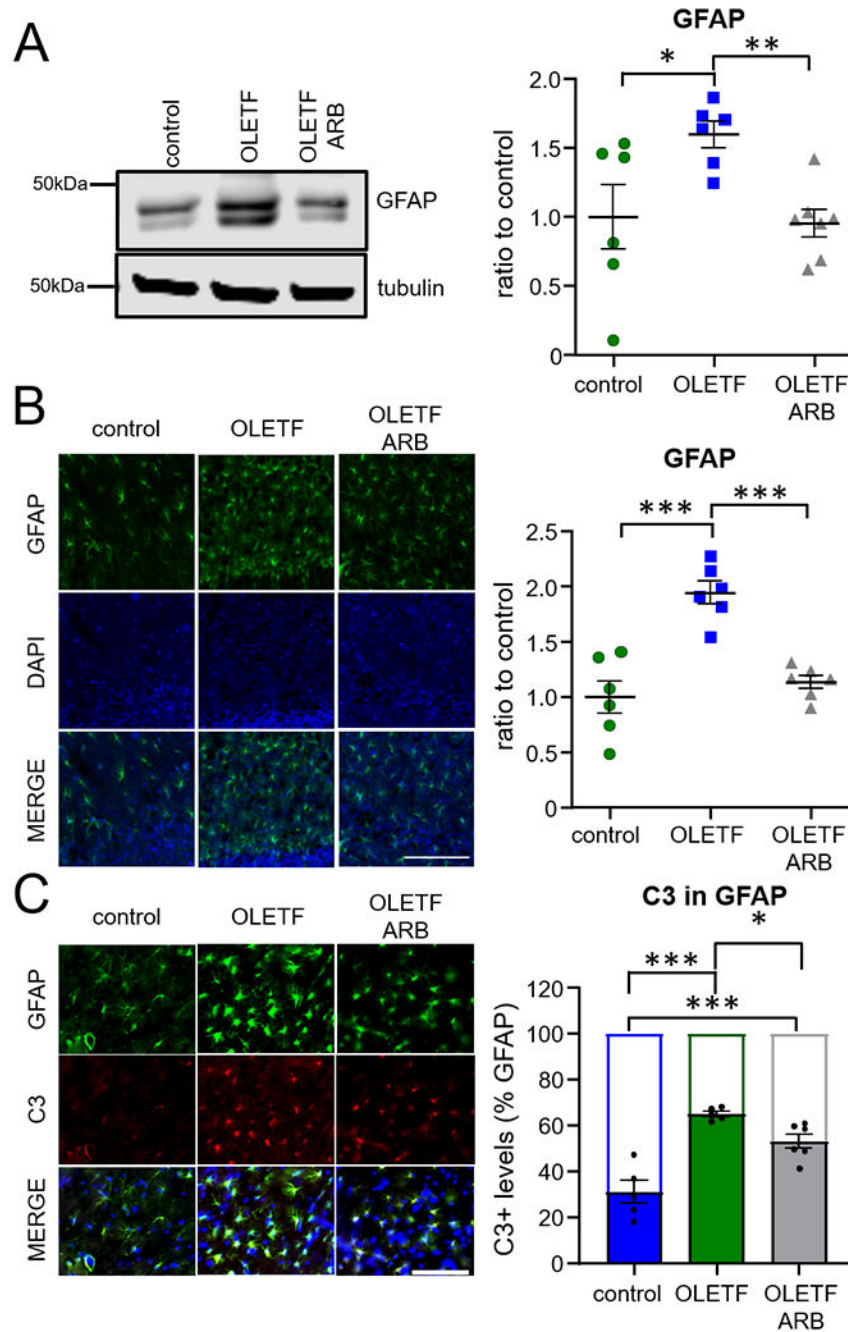 A
control
OLETF
OLETF
ARB
50kDa
GFAP
50kDa
tubulin
GFAP
*
**
ratio to control
2.0
1.5
1.0
0.5
0
control
OLETF
OLETF
ARB
B
control
OLETF
OLETF
ARB
GFAP
DAPI
MERGE
GFAP
***
***
ratio to control
2.5
2.0
1.5
1.0
0.5
0
control
OLETF
OLETF
ARB
C
control
OLETF
OLETF
ARB
GFAP
C3
MERGE
C3 in GFAP
*
***
***
C3+ levels (% GFAP)
120
100
80
60
40
20
0
control
OLETF
OLETF
ARB